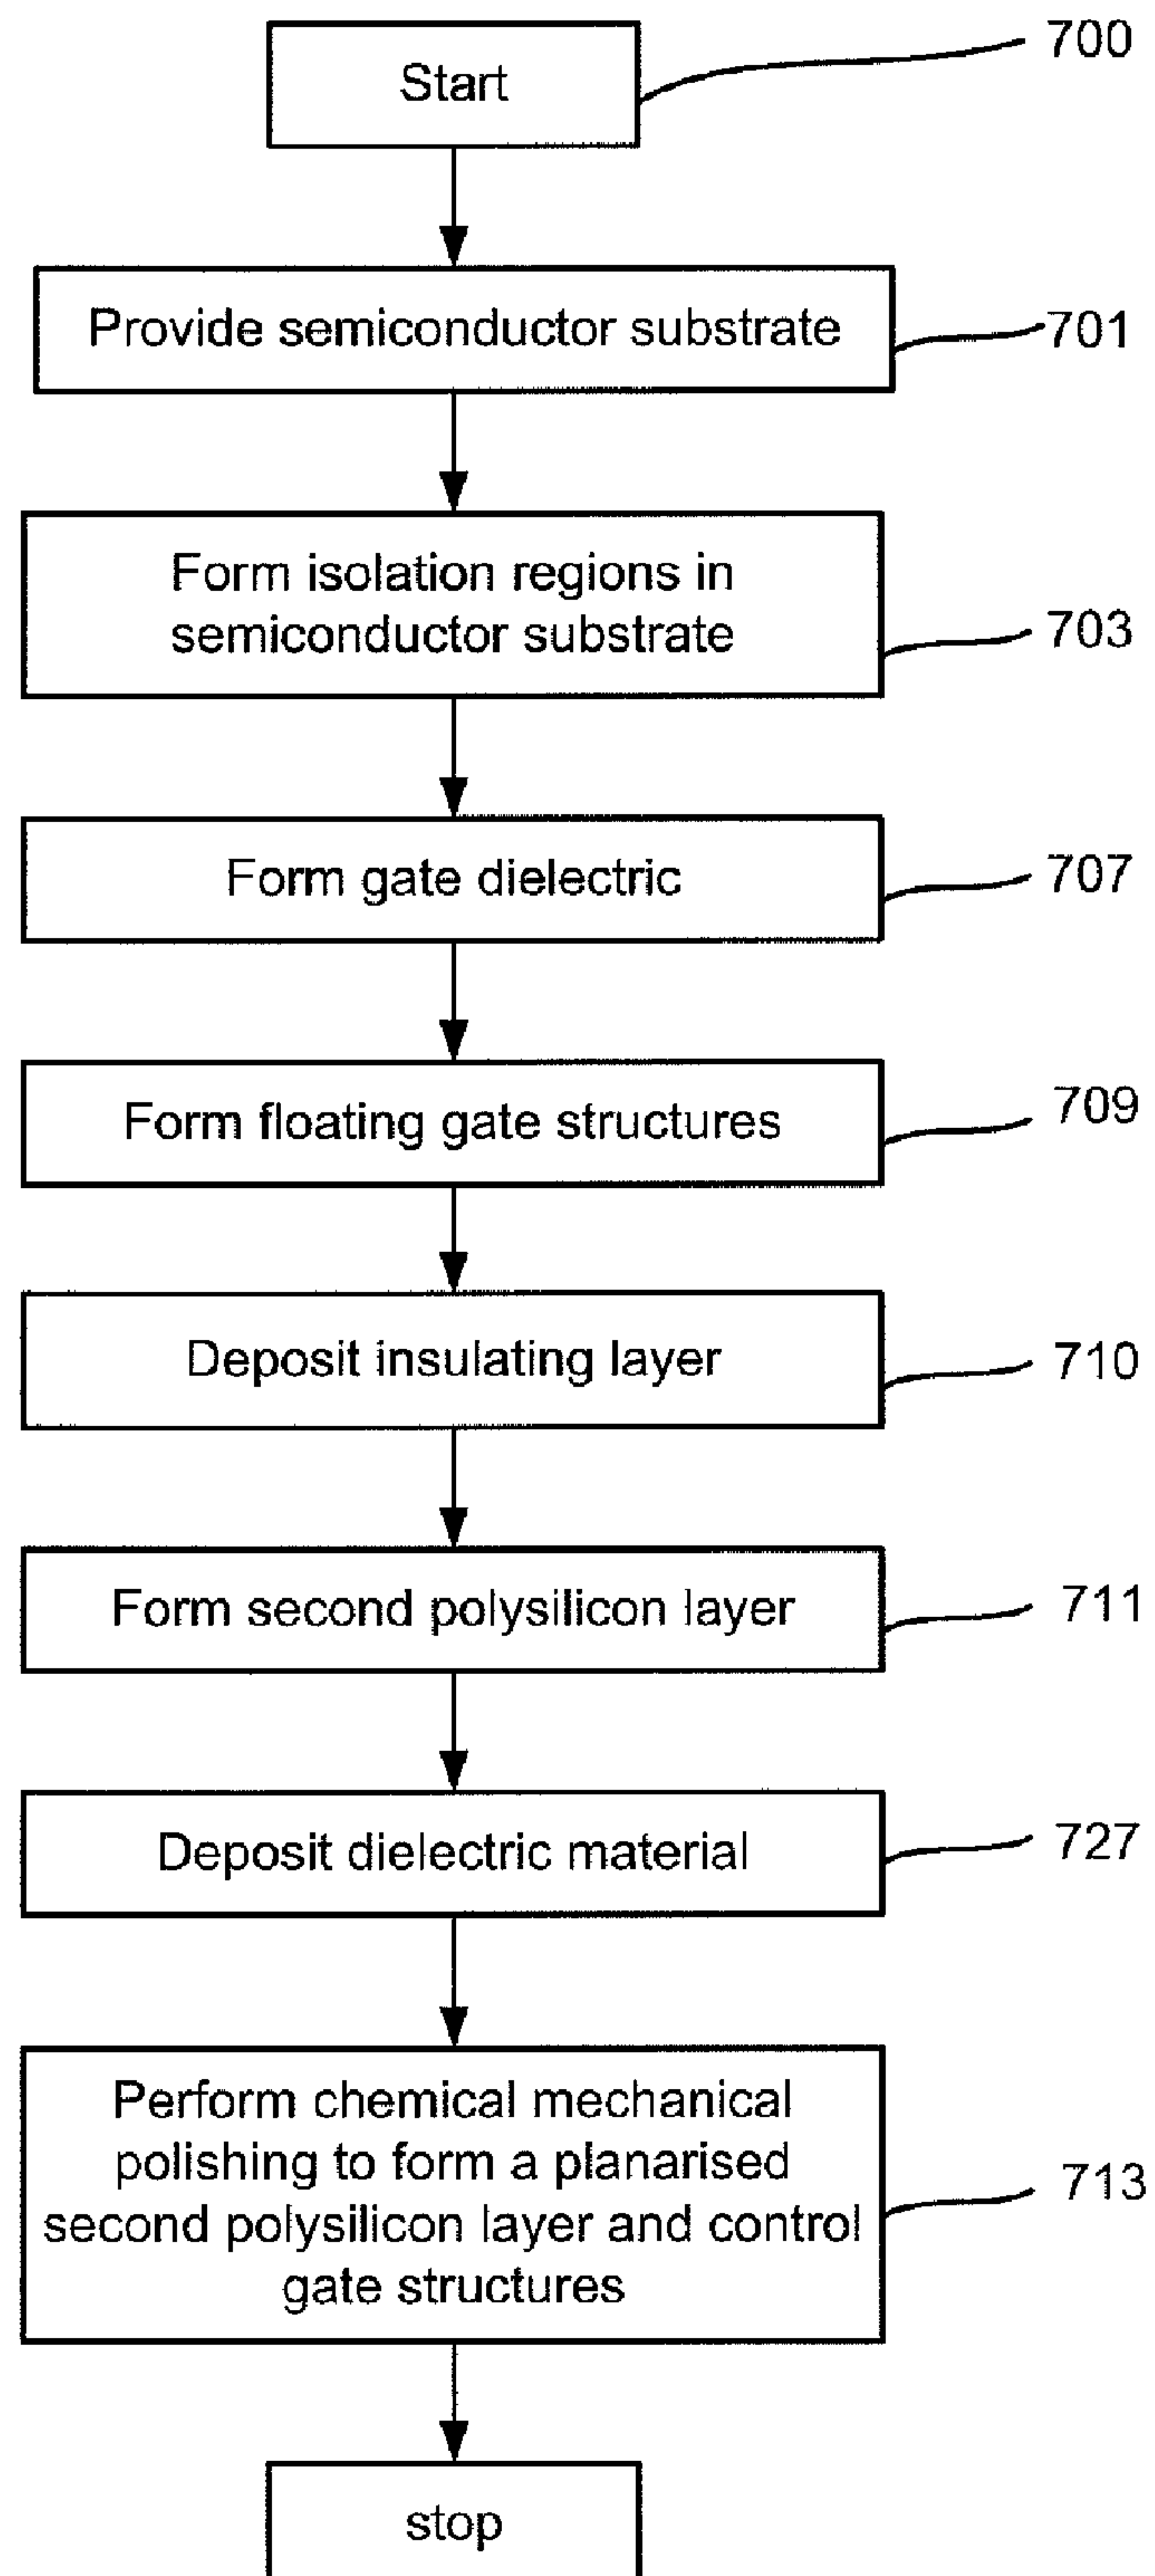 Start
700
Provide semiconductor substrate
701
Form isolation regions in
semiconductor substrate
703
Form gate dielectric
707
Form floating gate structures
709
Deposit insulating layer
710
Form second polysilicon layer
711
Deposit dielectric material
727
Perform chemical mechanical
polishing to form a planarised
second polysilicon layer and control
gate structures
713
stop